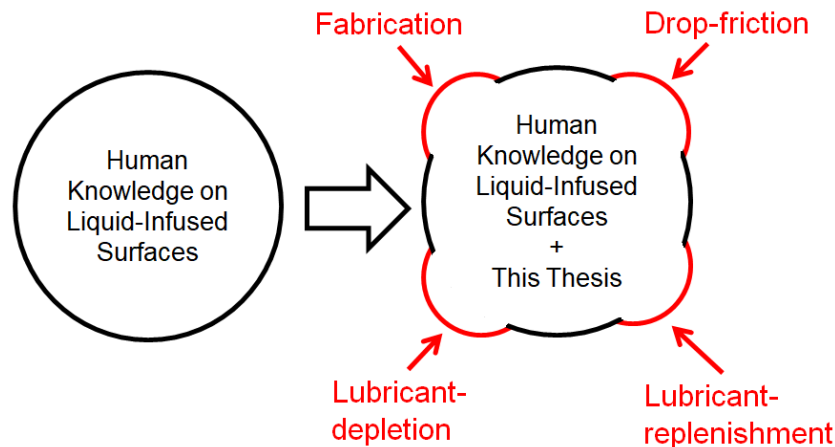 Fabrication
Drop-friction
Human
Knowledge on
Liquid-Infused
Surfaces
Human
Knowledge on
Liquid-Infused
Surfaces
+
This Thesis
Lubricant-
depletion
Lubricant-
replenishment